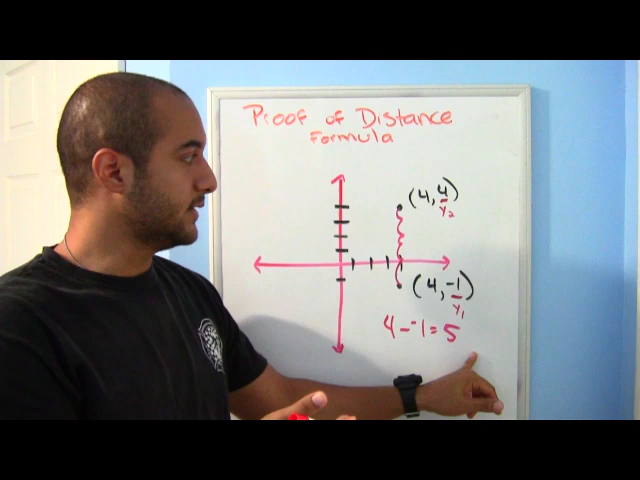 Proof of Distance
Formula
(4, 4)
y₂
(4, -1)
y₁
4 - -1 = 5